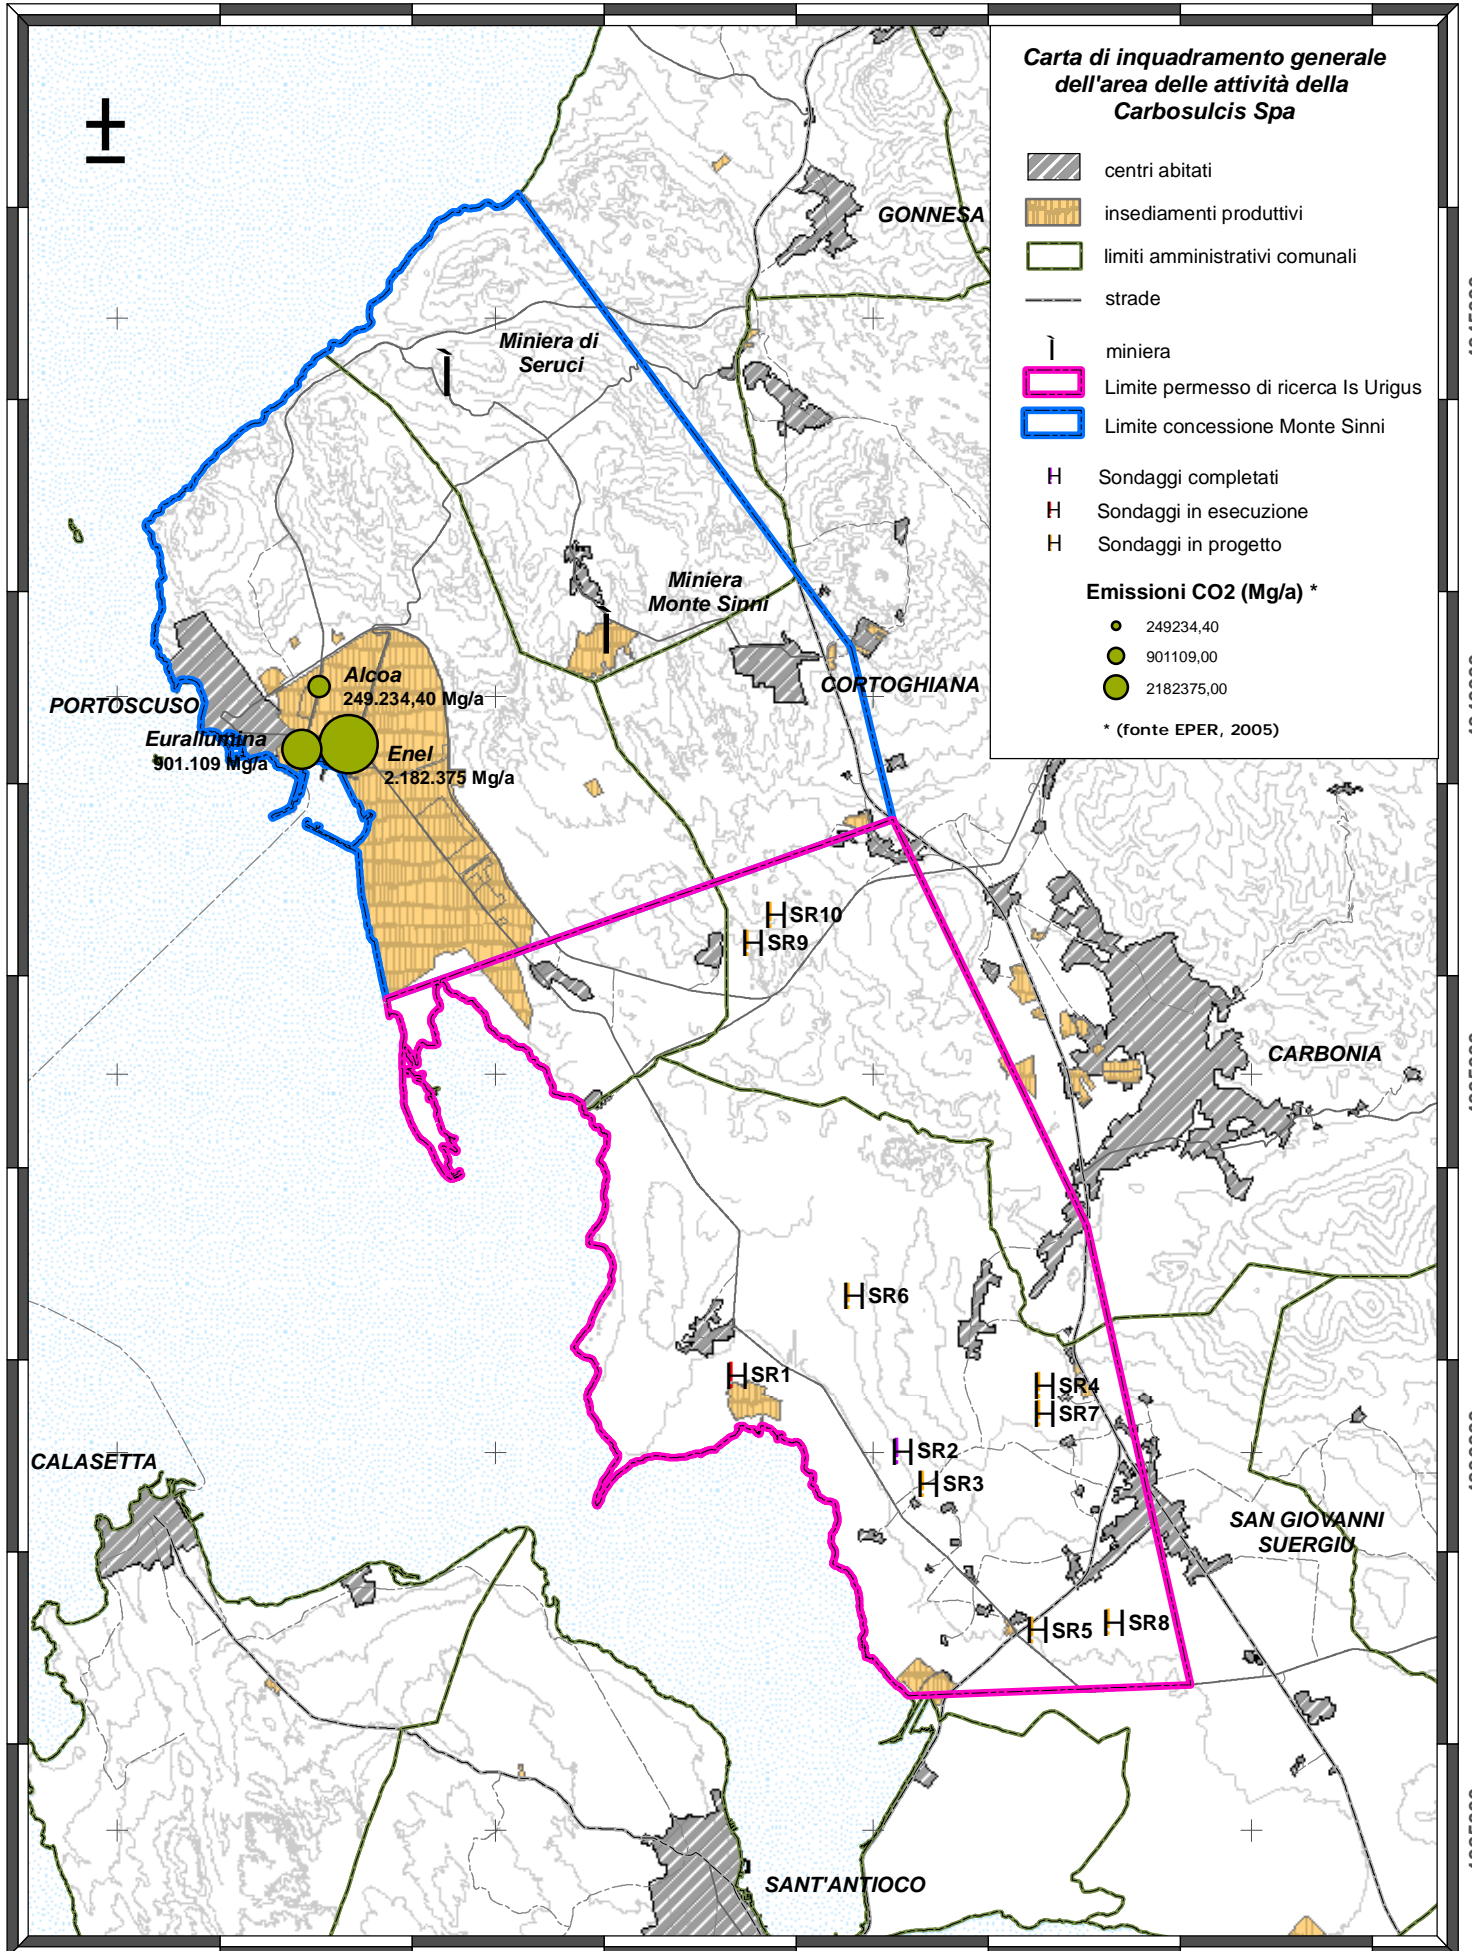 Carta di inquadramento generale
dell'area delle attività della
Carbosulcis Spa
centri abitati
insediamenti produttivi
limiti amministrativi comunali
strade
miniera
Limite permesso di ricerca Is Urigus
Limite concessione Monte Sinni
Sondaggi completati
Sondaggi in esecuzione
Sondaggi in progetto
Emissioni CO2 (Mg/a) *
249234,40
901109,00
2182375,00
* (fonte EPER, 2005)
GONNESA
Miniera di
Seruci
Miniera
Monte Sinni
CORTOGHIANA
PORTOSCUSO
Alcoa
249.234,40 Mg/a
Eurallumina
901.109 Mg/a
Enel
2.182.375 Mg/a
SR10
SR9
CARBONIA
SR6
SR1
SR4
SR7
SR2
SR3
CALASETTA
SAN GIOVANNI
SUERGIU
SR5
SR8
SANT'ANTIOCO